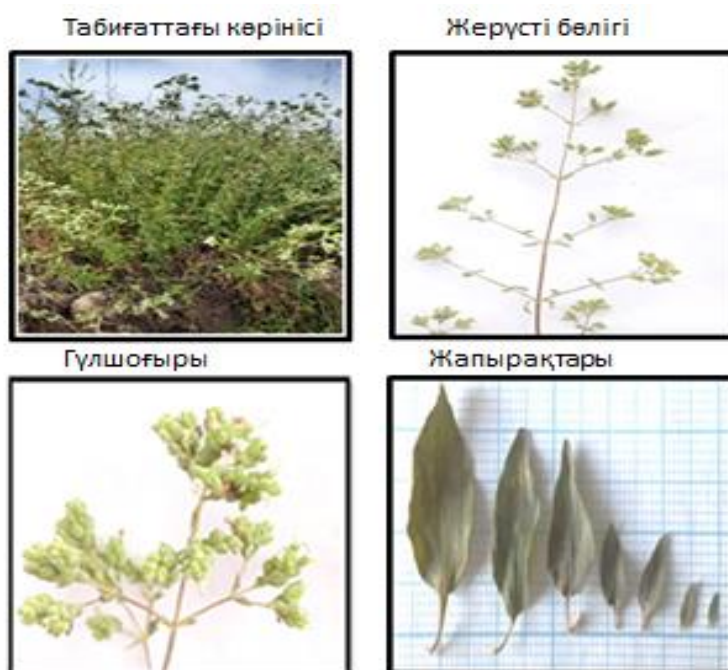 Табиғаттағы көрінісі
Жерүсті бөлігі
Гүлшоғыры
Жапырақтары